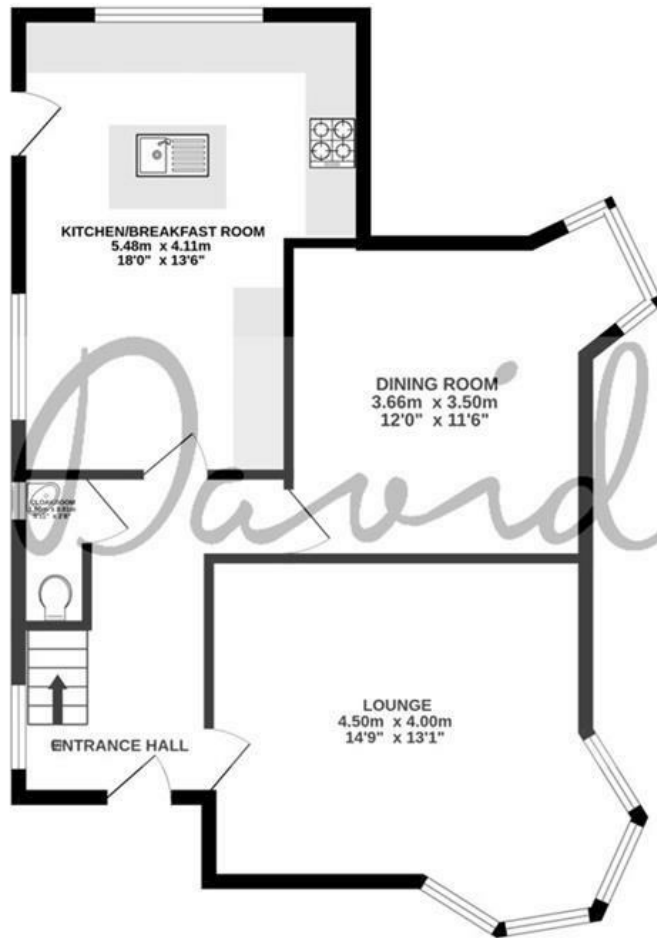 KITCHEN/BREAKFAST ROOM
5.48m x 4.11m
18'0" x 13'6"
DINING ROOM
3.66m x 3.50m
12'0" x 11'6"
David
CLOAKROOM
LOUNGE
4.50m x 4.00m
14'9" x 13'1"
ENTRANCE HALL